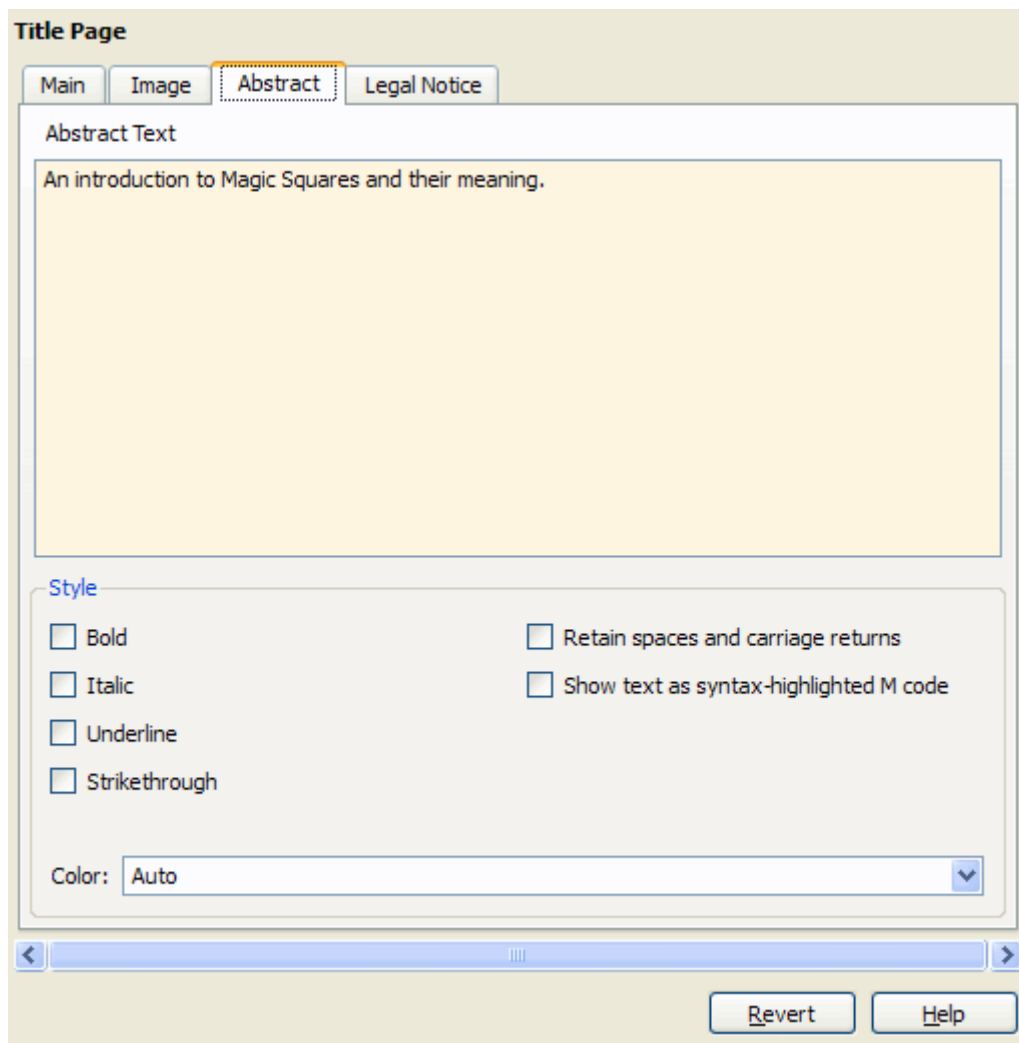 Title Page
Main Image Abstract Legal Notice
Abstract Text
An introduction to Magic Squares and their meaning.
Style
Bold Retain spaces and carriage returns
Italic Show text as syntax-highlighted M code
Underline
Strikethrough
Color: Auto
Revert Help